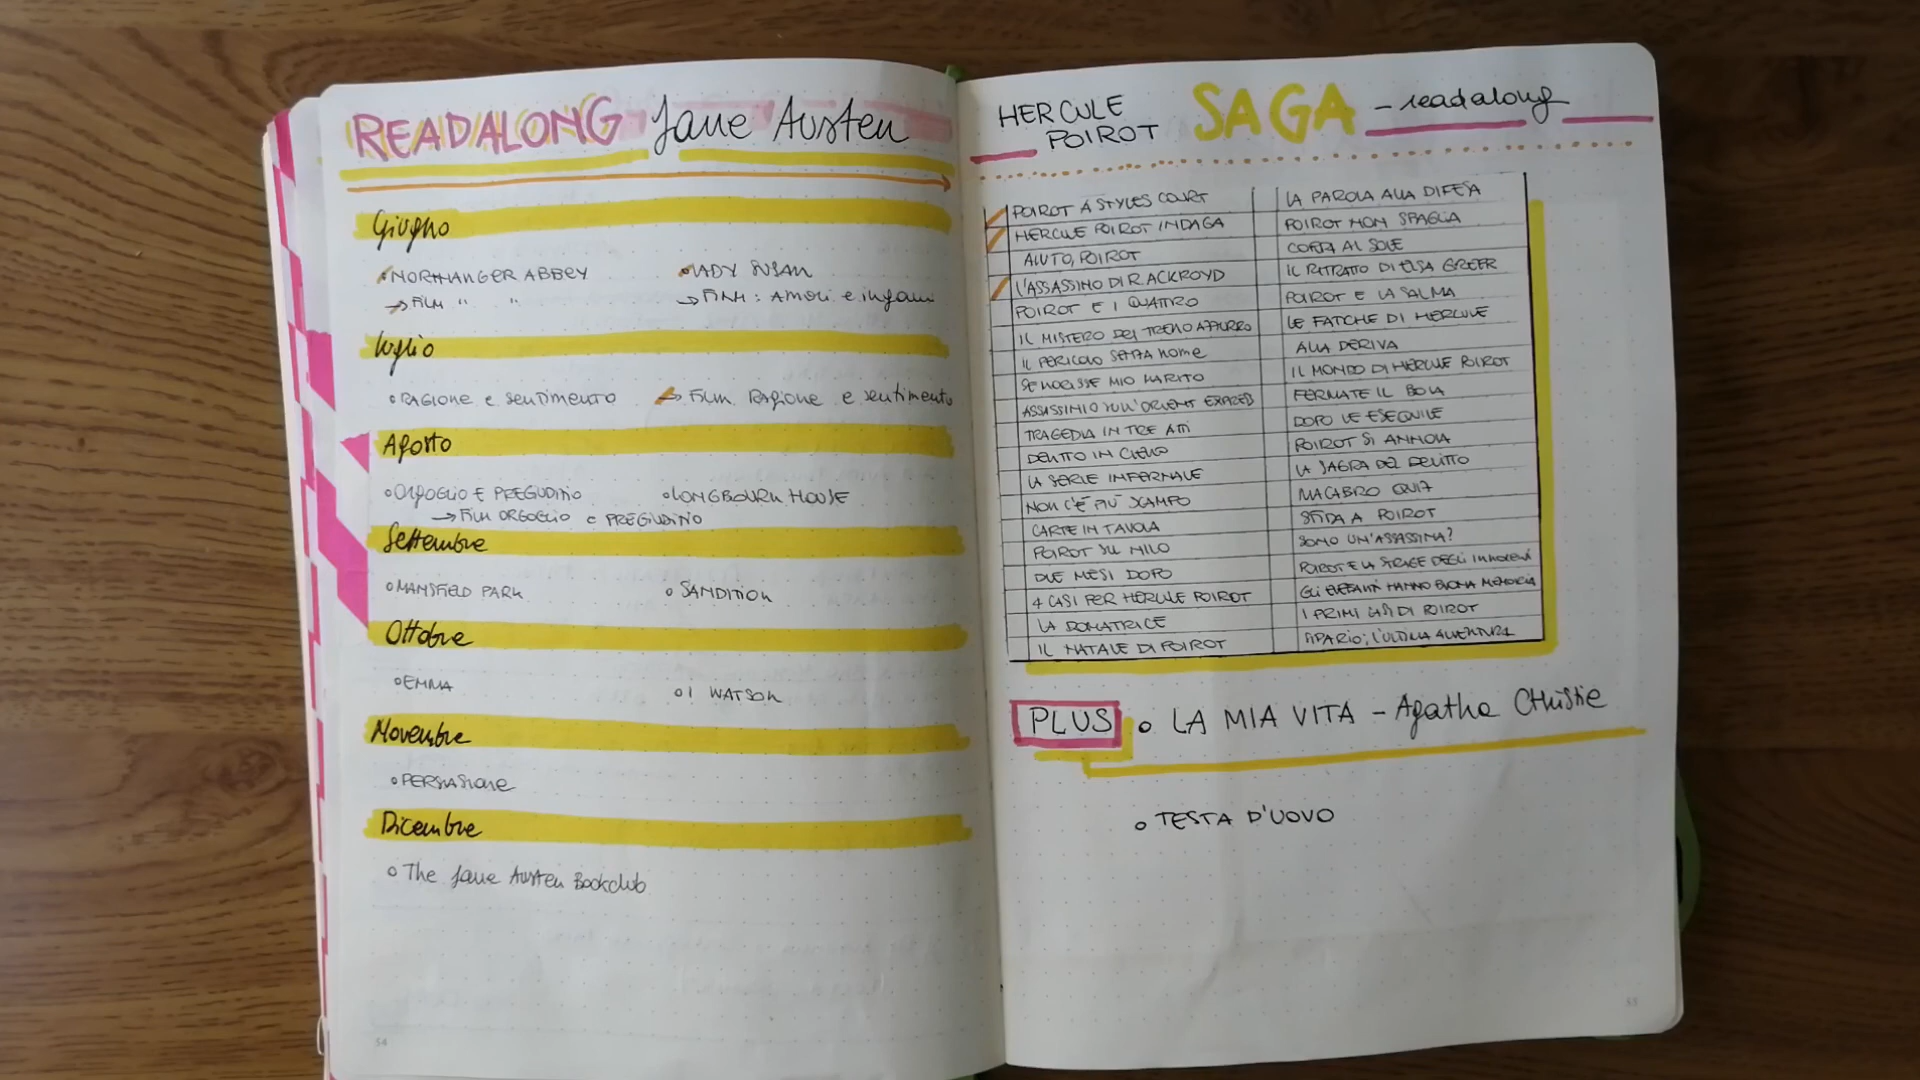 READALONG Jane Austen
Giugno
NORTHANGER ABBEY
→ FILM " "
LADY SUSAN
→ FILM: AMORI e inganni
luglio
RAGIONE e sentimento
→ FILM Ragione e sentimento
Agosto
ORGOGLIO E PREGIUDIZIO
→ FILM ORGOGLIO e PREGIUDIZIO
LONGBOURN HOUSE
Settembre
MANSFIELD PARK
SANDITION
Ottobre
EMMA
I WATSON
Novembre
PERSUASIONE
Dicembre
The Jane Austen Bookclub
54
HERCULE
POIROT SAGA - readalong
POIROT A STYLES COURT
HERCULE POIROT INDAGA
AIUTO, POIROT
L'ASSASSINO DI R. ACKROYD
POIROT E I QUATTRO
IL MISTERO DEL TRENO AZZURRO
IL PERICOLO SENZA NOME
SE MORISSE MIO MARITO
ASSASSINIO SULL'ORIENT EXPRESS
TRAGEDIA IN TRE ATTI
DELITTO IN CIELO
LA SERIE INFERNALE
NON C'È PIÙ SCAMPO
CARTE IN TAVOLA
POIROT SUL NILO
DUE MESI DOPO
4 CASI PER HERCULE POIROT
LA DOMATRICE
IL NATALE DI POIROT
LA PAROLA ALLA DIFESA
POIROT NON SBAGLIA
CORPI AL SOLE
IL RITRATTO DI ELSA GREER
POIROT E LA SALMA
LE FATICHE DI HERCULE
ALLA DERIVA
IL MONDO DI HERCULE POIROT
FERMATE IL BOIA
DOPO LE ESEQUIE
POIROT SI ANNOIA
LA SAGRA DEL DELITTO
MACABRO QUIZ
SFIDA A POIROT
SONO UN'ASSASSINA?
POIROT E LA STRAGE DEGLI INNOCENTI
GLI ELEFANTI HANNO BUONA MEMORIA
I PRIMI CASI DI POIROT
SIPARIO; L'ULTIMA AVVENTURA
PLUS LA MIA VITA - Agatha Christie
TESTA D'UOVO
53